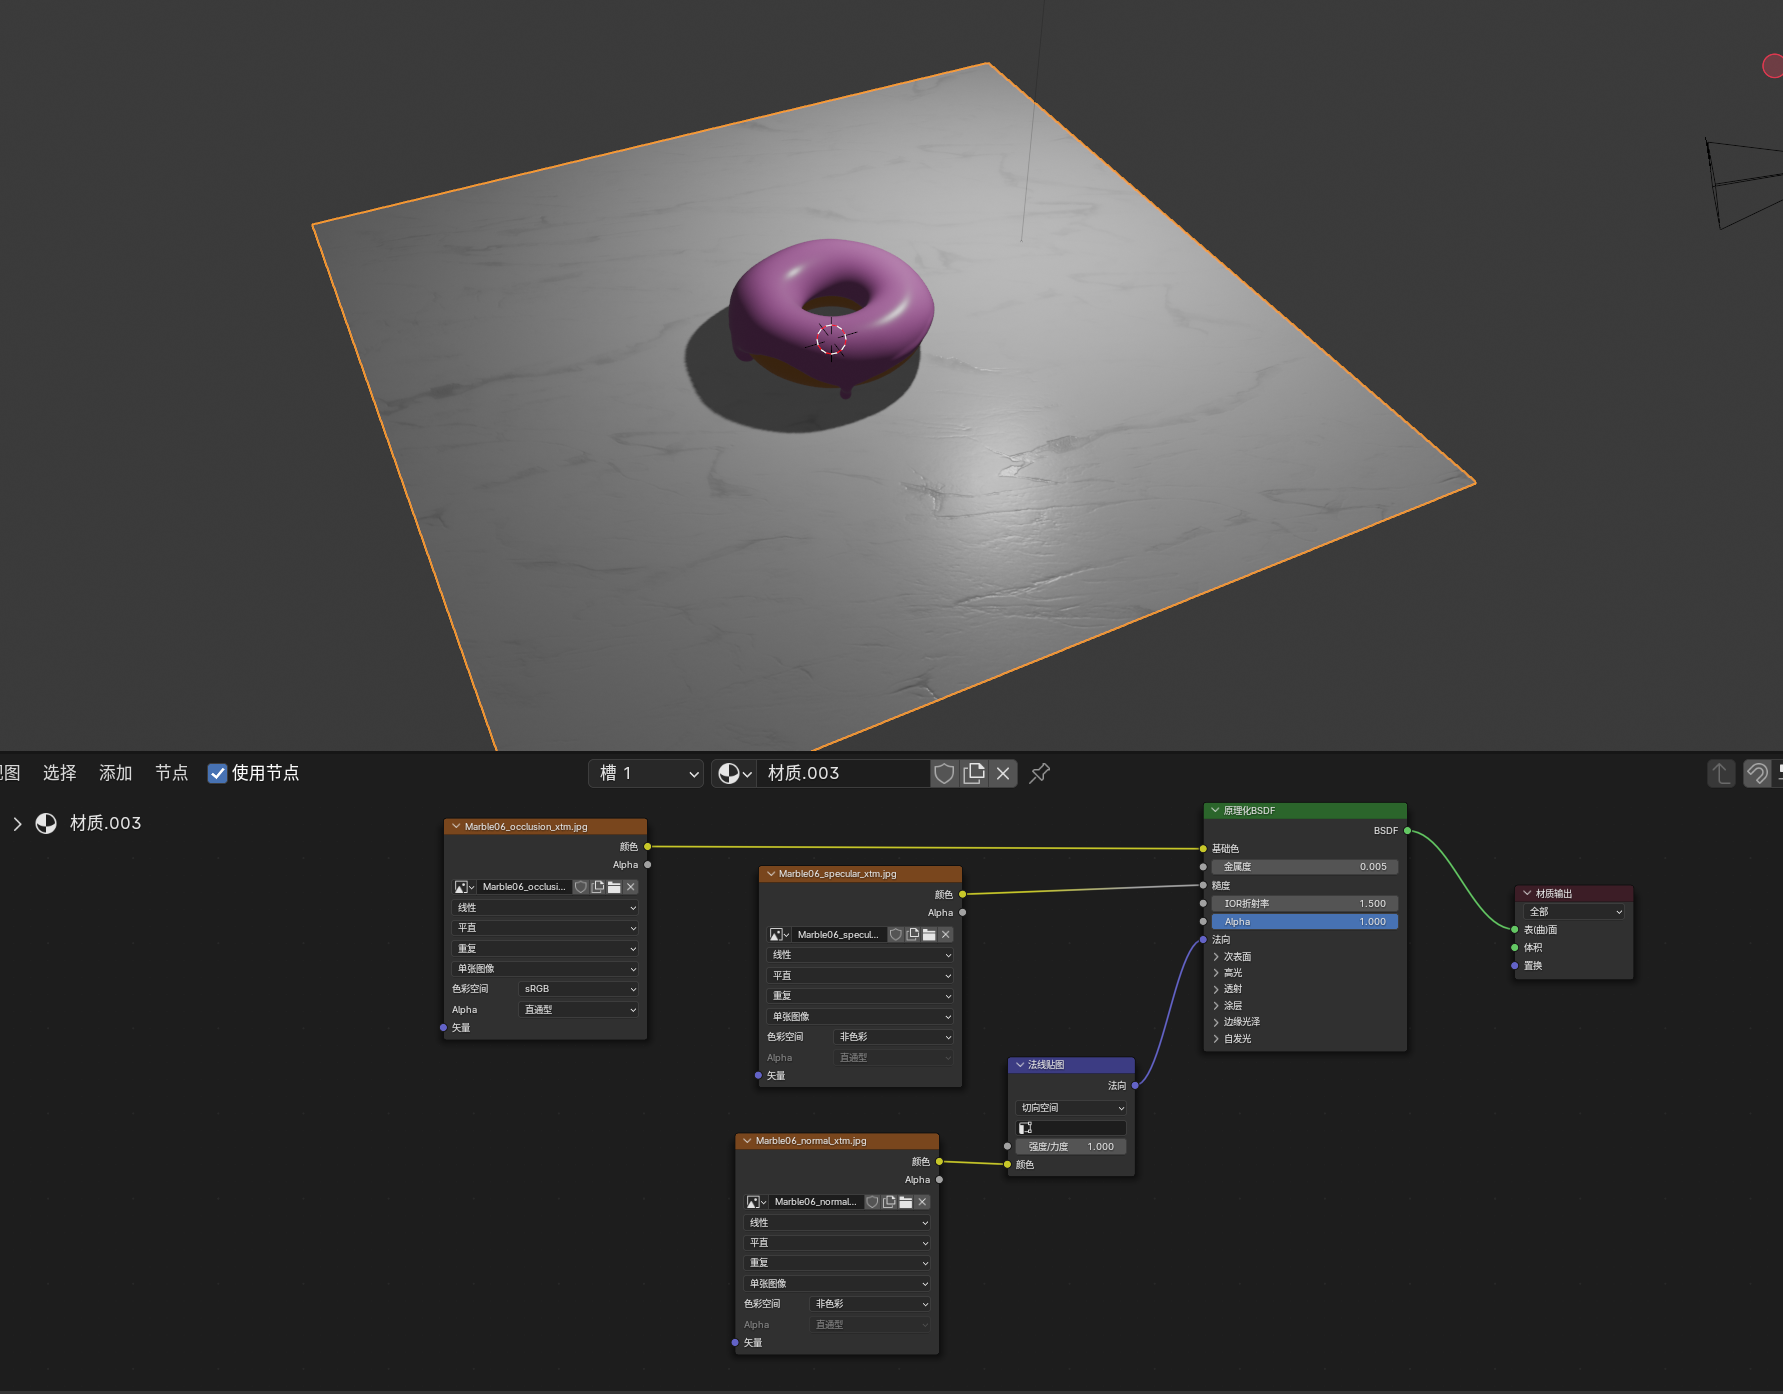 图 选择 添加 节点 使用节点 槽 1 材质.003
材质.003
Marble06_occlusion_xtm.jpg
颜色
Alpha
Marble06_occlusi...
线性
平直
重复
单张图像
色彩空间 sRGB
Alpha 直通型
矢量
Marble06_specular_xtm.jpg
颜色
Alpha
Marble06_specul...
线性
平直
重复
单张图像
色彩空间 非色彩
Alpha 直通型
矢量
Marble06_normal_xtm.jpg
颜色
Alpha
Marble06_normal...
线性
平直
重复
单张图像
色彩空间 非色彩
Alpha 直通型
矢量
法线贴图
法向
切向空间
强度/力度 1.000
颜色
原理化BSDF
BSDF
基础色
金属度 0.005
糙度
IOR折射率 1.500
Alpha 1.000
法向
次表面
高光
透射
涂层
边缘光泽
自发光
材质输出
全部
表(曲)面
体积
置换